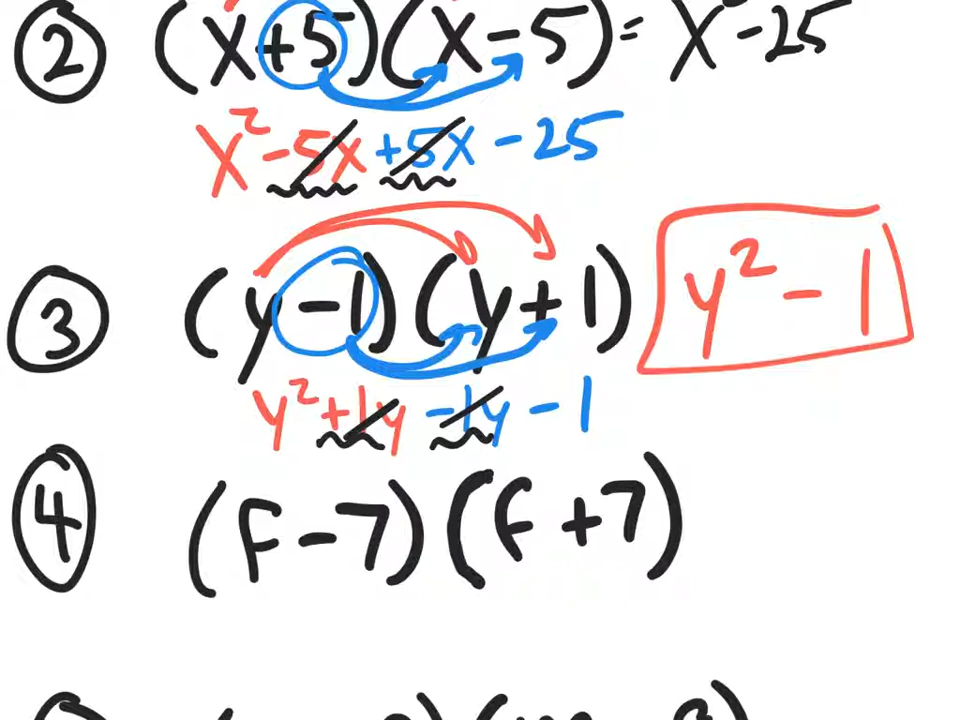 ② (x+5)(x-5) = x²-25
x² -5x +5x -25
③ (y-1)(y+1) y² - 1
y² +1y -1y - 1
④ (F-7)(F+7)